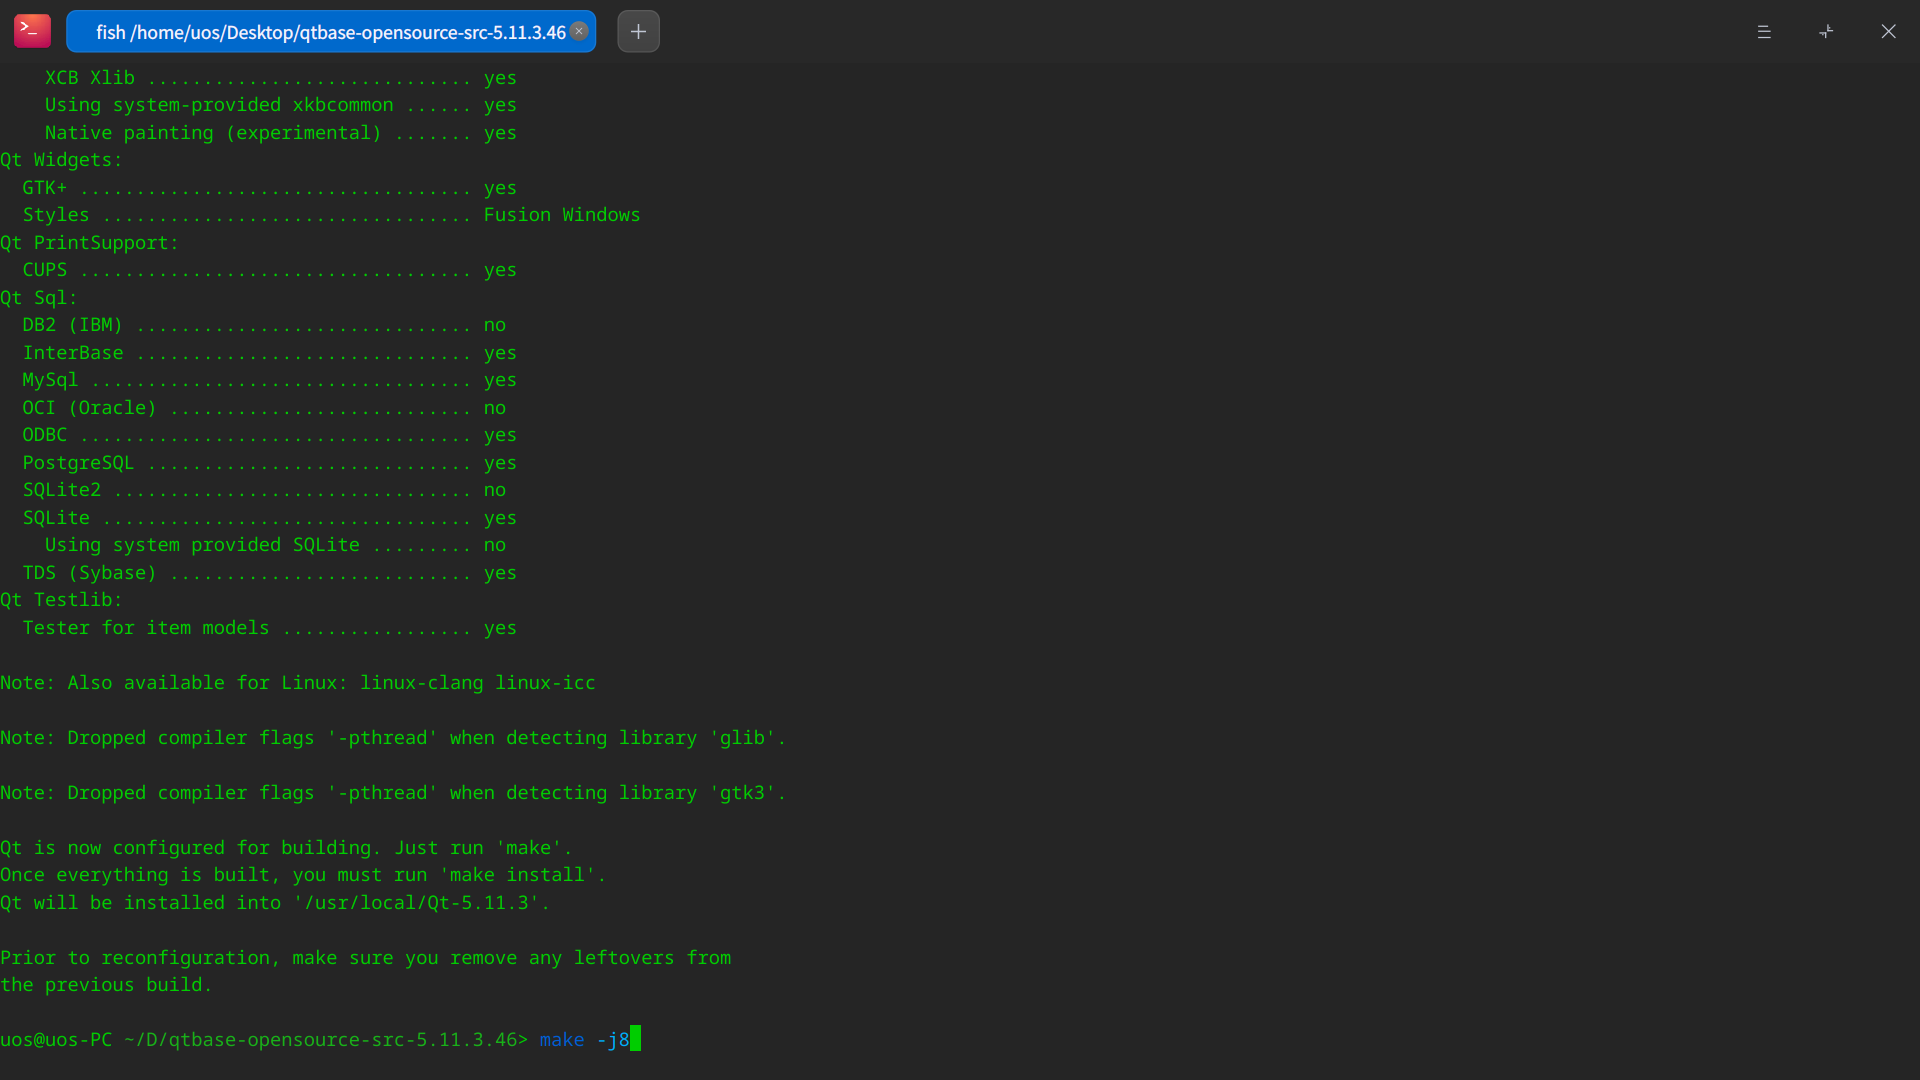 fish /home/uos/Desktop/qtbase-opensource-src-5.11.3.46
    XCB Xlib ............................. yes
    Using system-provided xkbcommon ...... yes
    Native painting (experimental) ....... yes
Qt Widgets:
  GTK+ ................................... yes
  Styles ................................. Fusion Windows
Qt PrintSupport:
  CUPS ................................... yes
Qt Sql:
  DB2 (IBM) .............................. no
  InterBase .............................. yes
  MySql .................................. yes
  OCI (Oracle) ........................... no
  ODBC ................................... yes
  PostgreSQL ............................. yes
  SQLite2 ................................ no
  SQLite ................................. yes
    Using system provided SQLite ......... no
  TDS (Sybase) ........................... yes
Qt Testlib:
  Tester for item models ................. yes
Note: Also available for Linux: linux-clang linux-icc
Note: Dropped compiler flags '-pthread' when detecting library 'glib'.
Note: Dropped compiler flags '-pthread' when detecting library 'gtk3'.
Qt is now configured for building. Just run 'make'.
Once everything is built, you must run 'make install'.
Qt will be installed into '/usr/local/Qt-5.11.3'.
Prior to reconfiguration, make sure you remove any leftovers from
the previous build.
uos@uos-PC ~/D/qtbase-opensource-src-5.11.3.46> make -j8